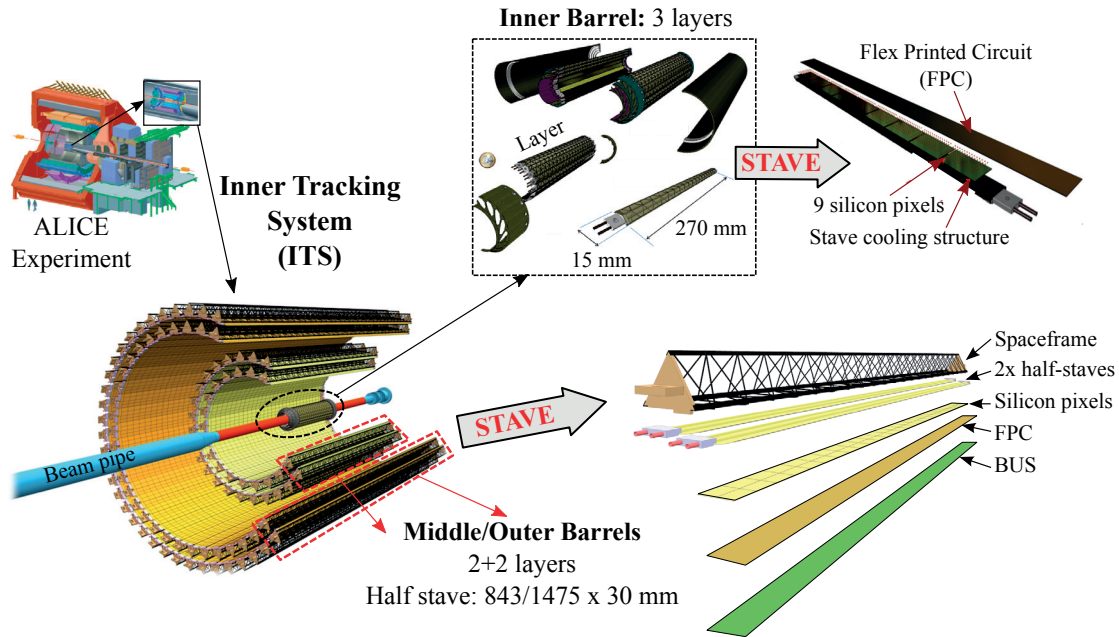 Inner Barrel: 3 layers
Flex Printed Circuit
(FPC)
Layer
STAVE
9 silicon pixels
Stave cooling structure
270 mm
15 mm
ALICE
Experiment
Inner Tracking
System
(ITS)
Beam pipe
STAVE
Spaceframe
2x half-staves
Silicon pixels
FPC
BUS
Middle/Outer Barrels
2+2 layers
Half stave: 843/1475 x 30 mm